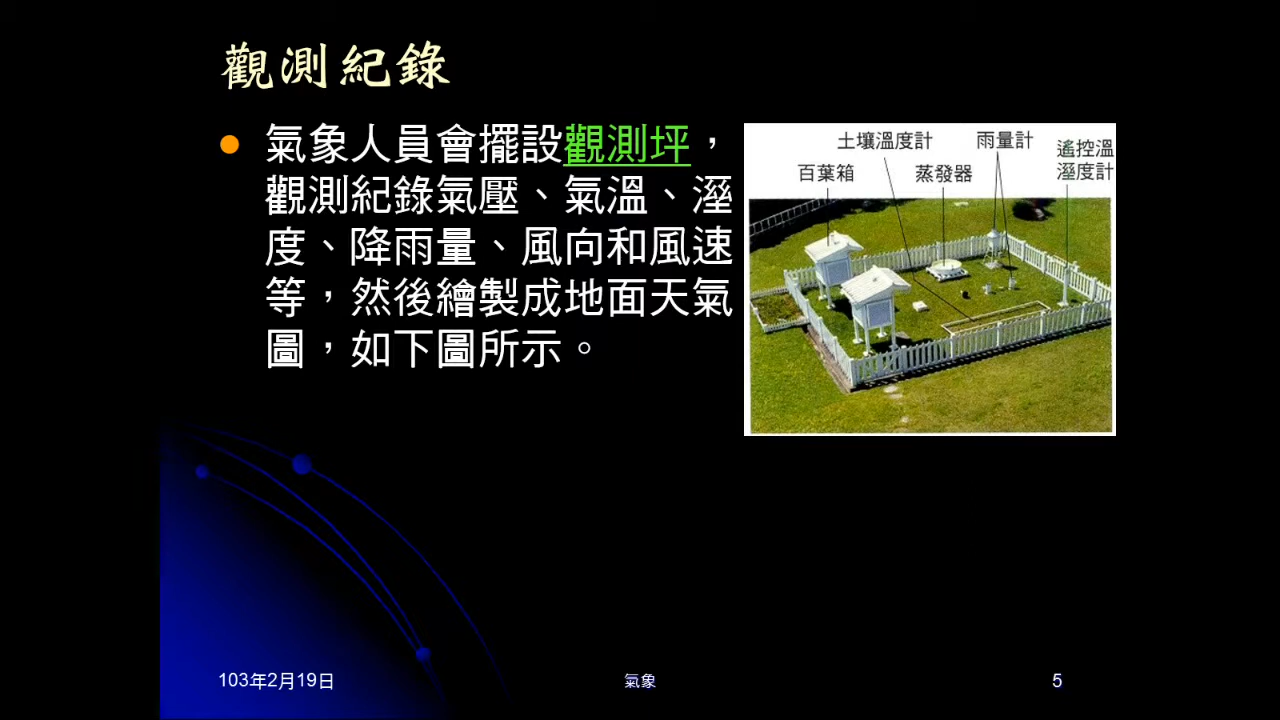 觀測紀錄
氣象人員會擺設觀測坪，
觀測紀錄氣壓、氣溫、溼
度、降雨量、風向和風速
等，然後繪製成地面天氣
圖，如下圖所示。
土壤溫度計
雨量計
遙控溫
溼度計
百葉箱
蒸發器
103年2月19日
氣象
5